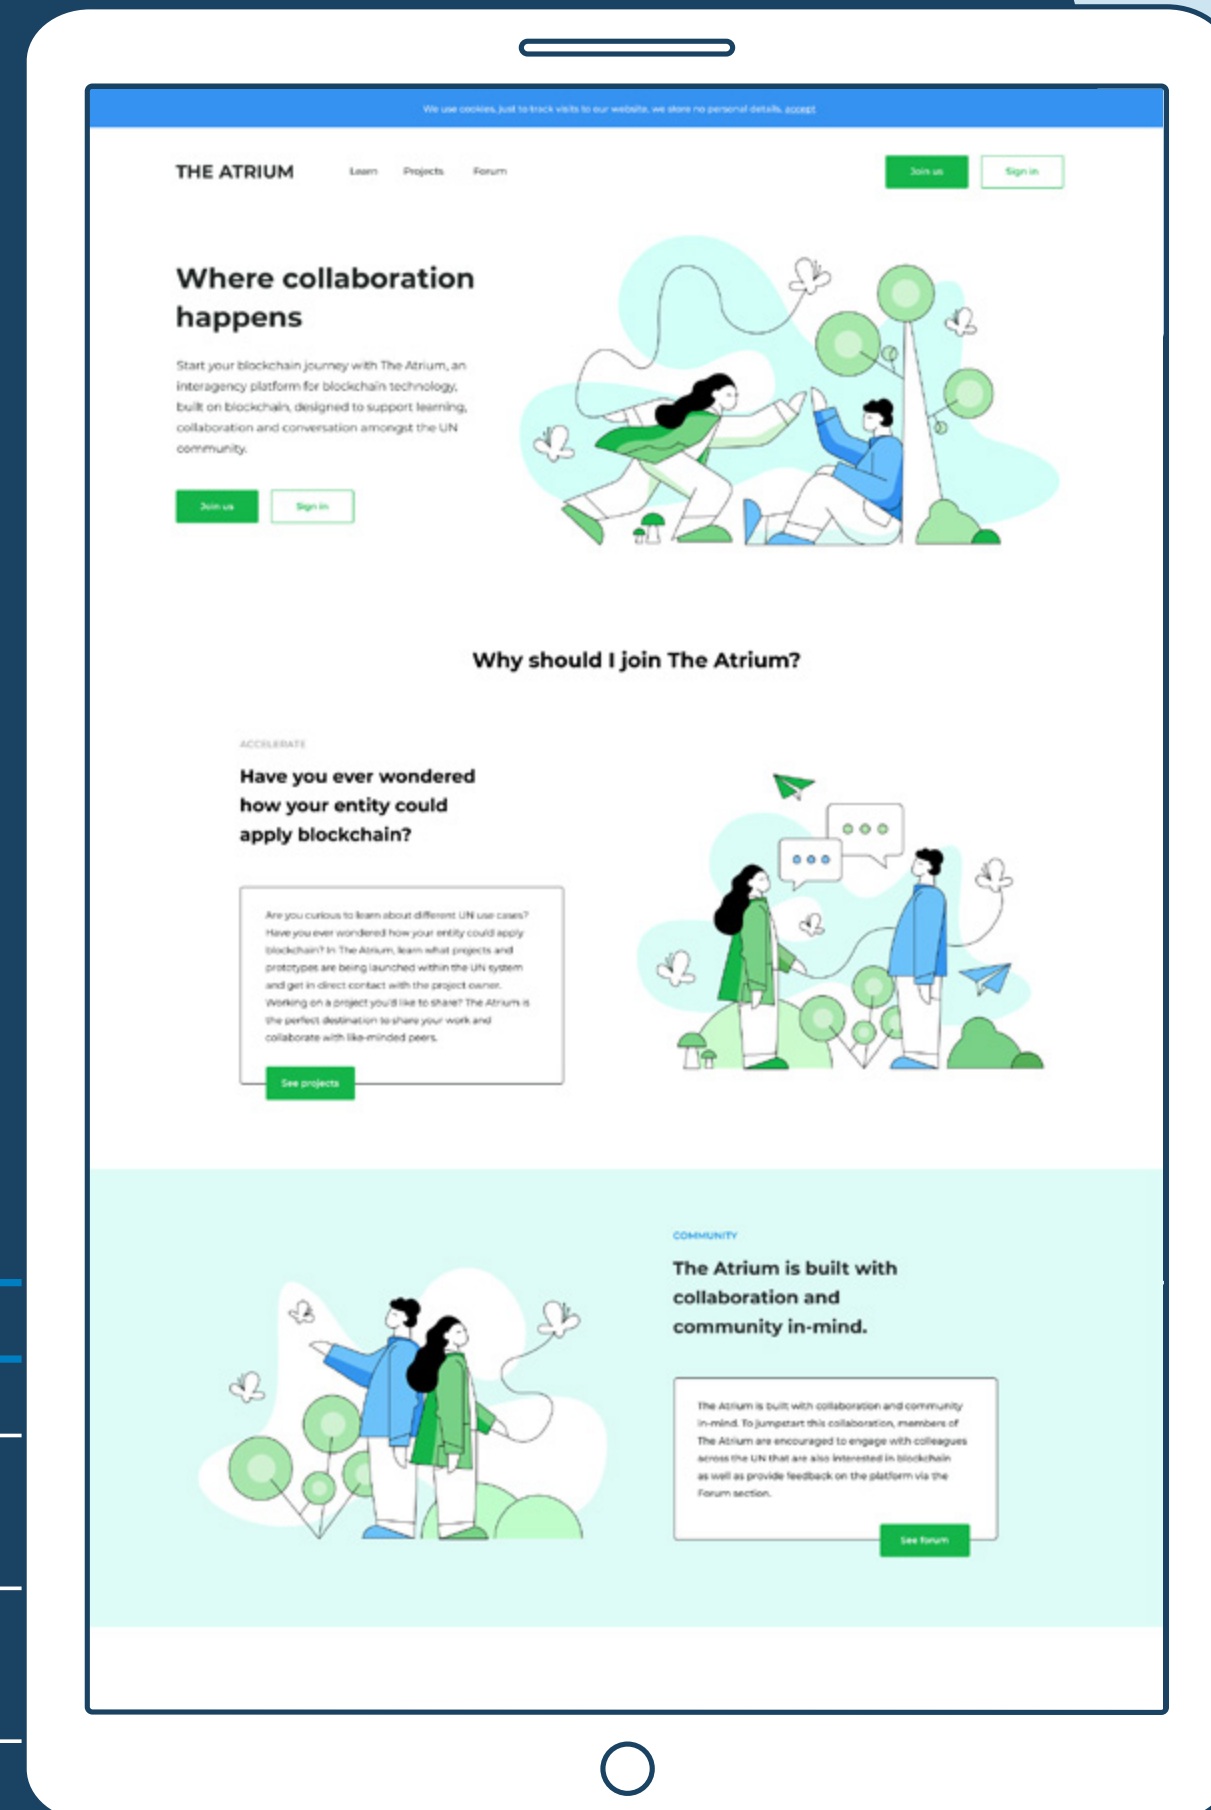 We use cookies, just to track visits to our website, we store no personal details. accept
THE ATRIUM
Learn
Projects
Forum
Join us
Sign in
Where collaboration
happens
Start your blockchain journey with The Atrium, an
interagency platform for blockchain technology,
built on blockchain, designed to support learning,
collaboration and conversation amongst the UN
community.
Join us
Sign in
Why should I join The Atrium?
ACCELERATE
Have you ever wondered
how your entity could
apply blockchain?
Are you curious to learn about different UN use cases?
Have you ever wondered how your entity could apply
blockchain? In The Atrium, learn what projects and
prototypes are being launched within the UN system
and get in direct contact with the project owner.
Working on a project you'd like to share? The Atrium is
the perfect destination to share your work and
collaborate with like-minded peers.
See projects
COMMUNITY
The Atrium is built with
collaboration and
community in-mind.
The Atrium is built with collaboration and community
in-mind. To jumpstart this collaboration, members of
The Atrium are encouraged to engage with colleagues
across the UN that are also interested in blockchain
as well as provide feedback on the platform via the
Forum section.
See forum